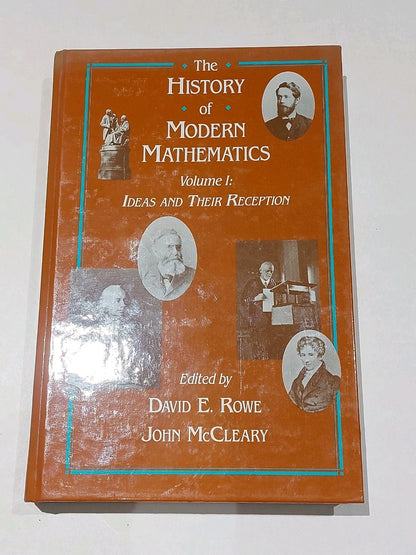 The
HISTORY
of
MODERN
MATHEMATICS
Volume I:
IDEAS AND THEIR RECEPTION
Edited by
DAVID E. ROWE
JOHN MCCLEARY